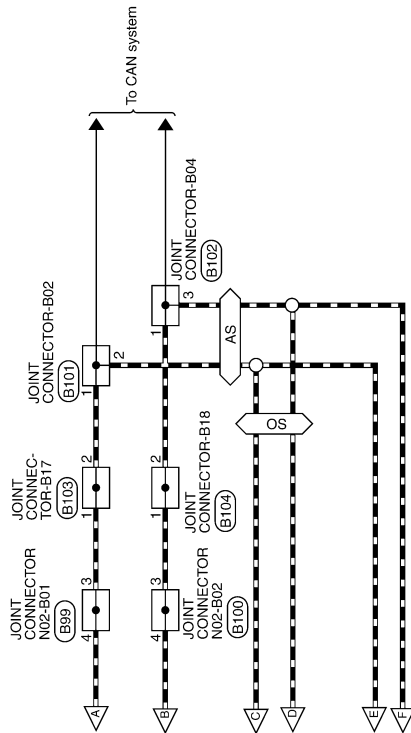 To CAN system
JOINT
CONNECTOR-B02
B101
1
2
JOINT
CONNECTOR-B04
B102
1
3
AS
JOINT
CONNEC-
TOR-B17
B103
1
2
JOINT
CONNECTOR-B18
B104
1
2
OS
JOINT
CONNECTOR
N02-B01
B99
4
3
JOINT
CONNECTOR
N02-B02
B100
4
3
A
B
C
D
E
F